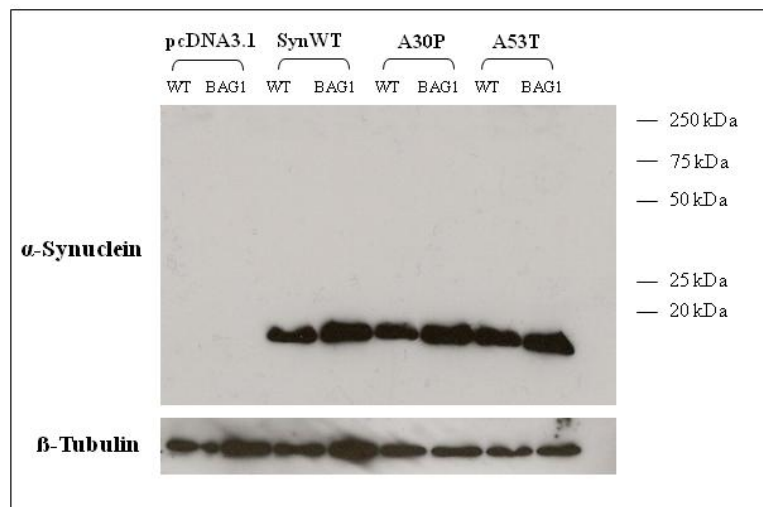 pcDNA3.1 SynWT A30P A53T
WT BAG1 WT BAG1 WT BAG1 WT BAG1
250 kDa
75 kDa
50 kDa
α-Synuclein
25 kDa
20 kDa
ß-Tubulin